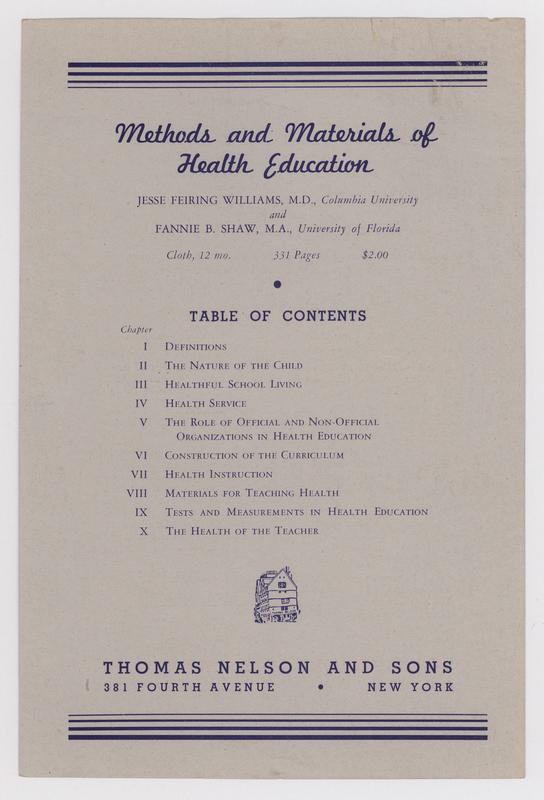 Methods and Materials of
Health Education
JESSE FEIRING WILLIAMS, M.D., Columbia University
and
FANNIE B. SHAW, M.A., University of Florida
Cloth, 12 mo. 331 Pages $2.00
TABLE OF CONTENTS
Chapter
I DEFINITIONS
II THE NATURE OF THE CHILD
III HEALTHFUL SCHOOL LIVING
IV HEALTH SERVICE
V THE ROLE OF OFFICIAL AND NON-OFFICIAL
ORGANIZATIONS IN HEALTH EDUCATION
VI CONSTRUCTION OF THE CURRICULUM
VII HEALTH INSTRUCTION
VIII MATERIALS FOR TEACHING HEALTH
IX TESTS AND MEASUREMENTS IN HEALTH EDUCATION
X THE HEALTH OF THE TEACHER
THOMAS NELSON AND SONS
381 FOURTH AVENUE • NEW YORK